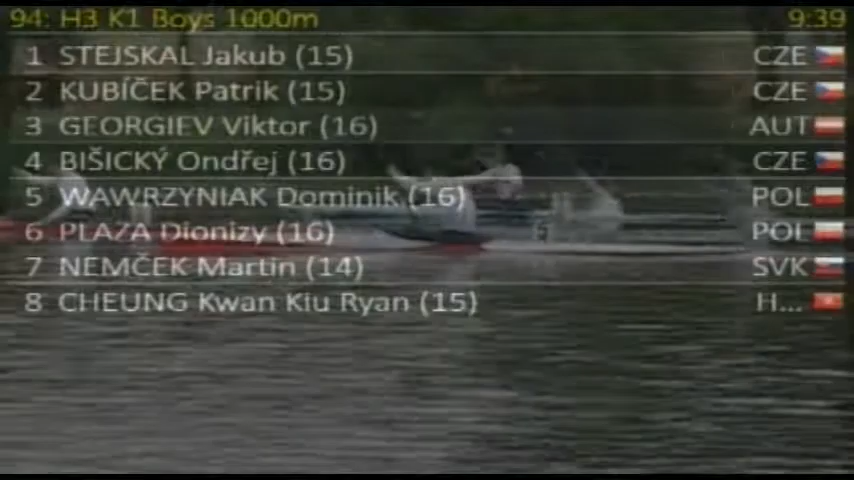 94: H3 K1 Boys 1000m 9:39
1 STEJSKAL Jakub (15) CZE
2 KUBÍČEK Patrik (15) CZE
3 GEORGIEV Viktor (16) AUT
4 BIŠICKÝ Ondřej (16) CZE
5 WAWRZYNIAK Dominik (16) POL
6 PLAZA Dionizy (16) POL
7 NEMČEK Martin (14) SVK
8 CHEUNG Kwan Kiu Ryan (15) H...